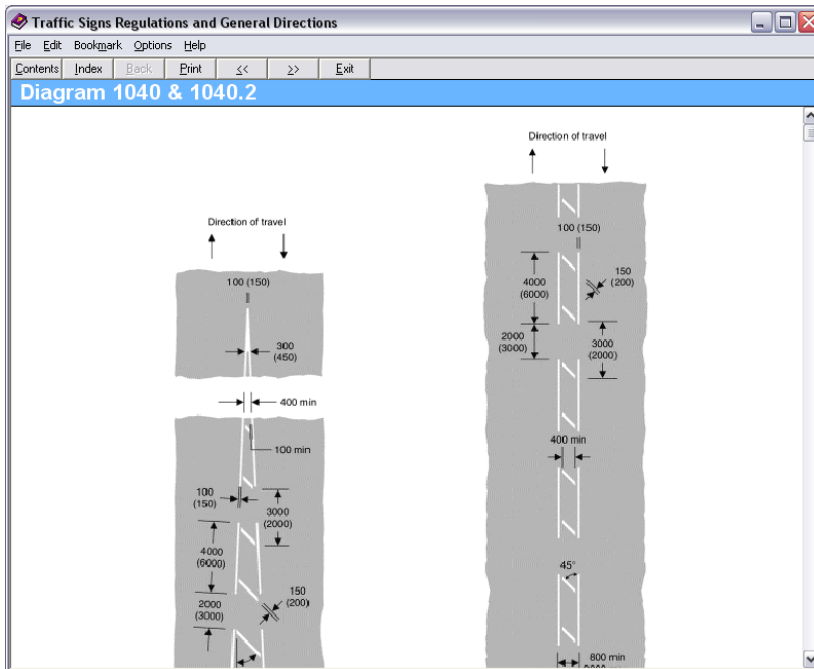 Traffic Signs Regulations and General Directions
File Edit Bookmark Options Help
Contents Index Back Print << >> Exit
Diagram 1040 & 1040.2
Direction of travel
100 (150)
300
(450)
400 min
100 min
100
(150)
3000
(2000)
4000
(6000)
150
(200)
2000
(3000)
Direction of travel
100 (150)
4000
(6000)
150
(200)
2000
(3000)
3000
(2000)
400 min
45°
800 min